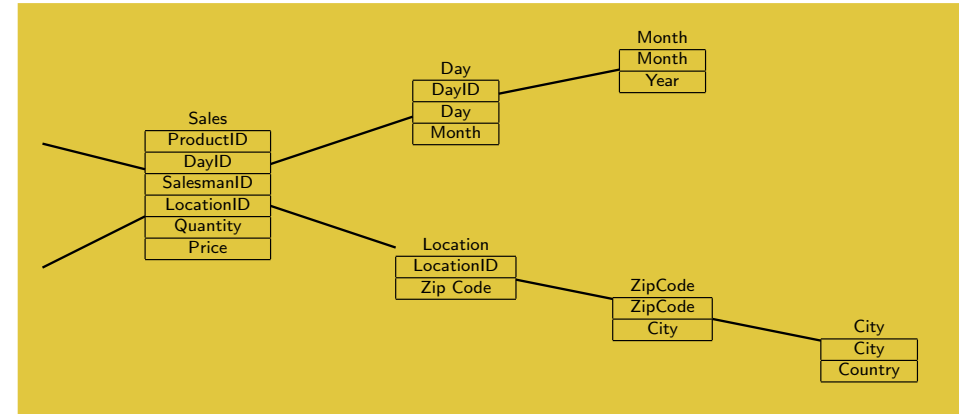 Sales
ProductID
DayID
SalesmanID
LocationID
Quantity
Price
Day
DayID
Day
Month
Month
Month
Year
Location
LocationID
Zip Code
ZipCode
ZipCode
City
City
City
Country